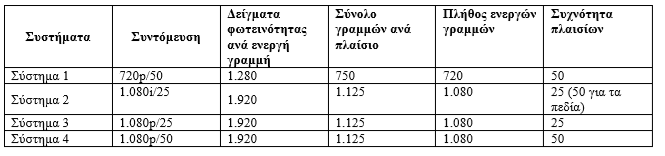 Συστήματα Συντόμευση Δείγματα φωτεινότητας ανά ενεργή γραμμή Σύνολο γραμμών ανά πλαίσιο Πλήθος ενεργών γραμμών Συχνότητα πλαισίων
Σύστημα 1 720p/50 1.280 750 720 50
Σύστημα 2 1.080i/25 1.920 1.125 1.080 25 (50 για τα πεδία)
Σύστημα 3 1.080p/25 1.920 1.125 1.080 25
Σύστημα 4 1.080p/50 1.920 1.125 1.080 50